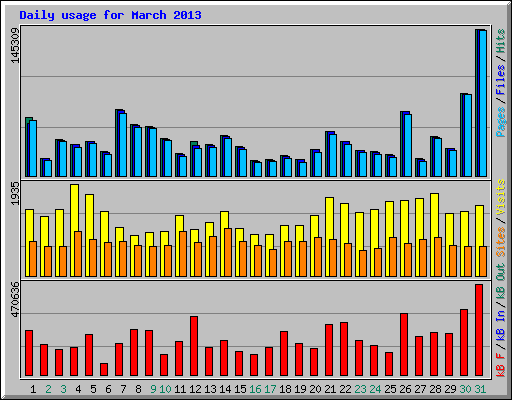 Daily usage for March 2013
145309
Pages / Files / Hits
1935
Sites / Visits
470636
kB F / kB In / kB Out
1 2 3 4 5 6 7 8 9 10 11 12 13 14 15 16 17 18 19 20 21 22 23 24 25 26 27 28 29 30 31